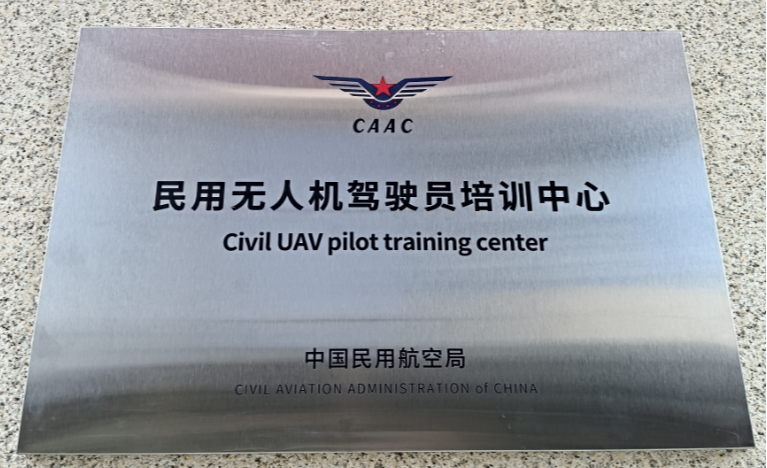 CAAC
民用无人机驾驶员培训中心
Civil UAV pilot training center
中国民用航空局
CIVIL AVIATION ADMINISTRATION of CHINA